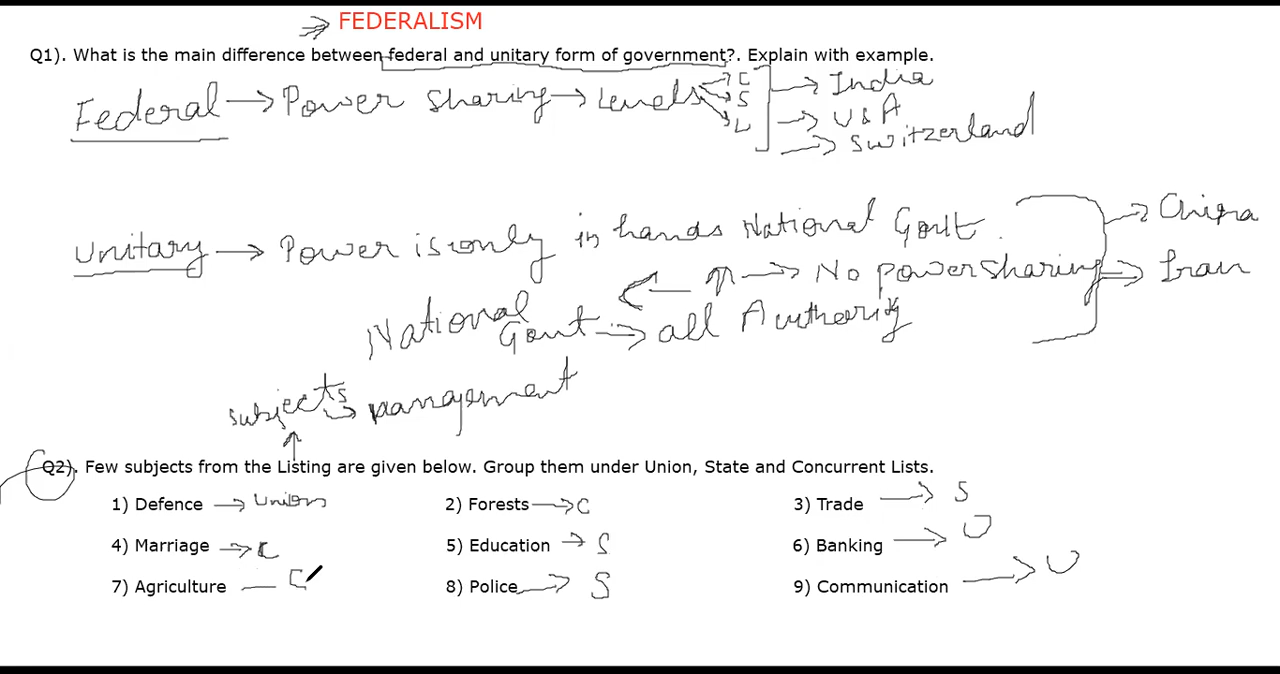 FEDERALISM
Q1). What is the main difference between federal and unitary form of government?. Explain with example.
Federal → Power Sharing → Levels C → India
S → USA
L → Switzerland
Unitary → Power is only in hands National Govt. → China
→ No power sharing → Iran
National Govt → all Authority
subjects → management
Q2). Few subjects from the Listing are given below. Group them under Union, State and Concurrent Lists.
1) Defence → Union 2) Forests → C 3) Trade → S
4) Marriage → C 5) Education → S 6) Banking → U
7) Agriculture — C 8) Police → S 9) Communication → U